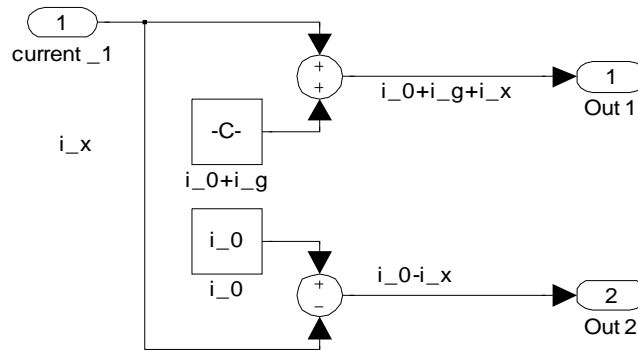 1
current _1
i_x
+
+
i_0+i_g+i_x
1
Out 1
-C-
i_0+i_g
i_0
i_0
+
−
i_0-i_x
2
Out 2